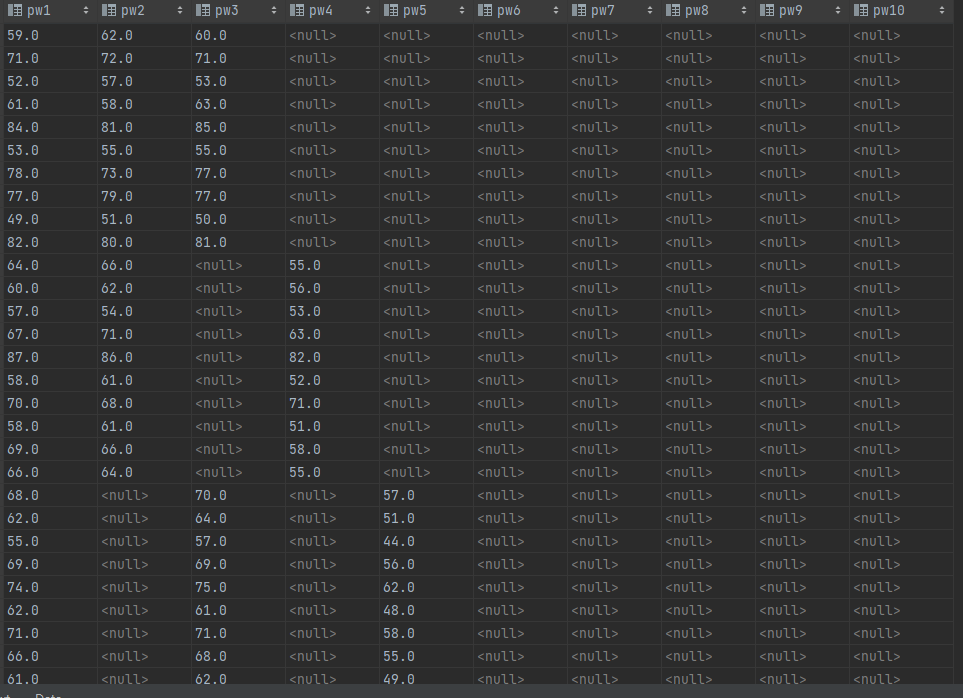 pw1 pw2 pw3 pw4 pw5 pw6 pw7 pw8 pw9 pw10
59.0 62.0 60.0 <null> <null> <null> <null> <null> <null> <null>
71.0 72.0 71.0 <null> <null> <null> <null> <null> <null> <null>
52.0 57.0 53.0 <null> <null> <null> <null> <null> <null> <null>
61.0 58.0 63.0 <null> <null> <null> <null> <null> <null> <null>
84.0 81.0 85.0 <null> <null> <null> <null> <null> <null> <null>
53.0 55.0 55.0 <null> <null> <null> <null> <null> <null> <null>
78.0 73.0 77.0 <null> <null> <null> <null> <null> <null> <null>
77.0 79.0 77.0 <null> <null> <null> <null> <null> <null> <null>
49.0 51.0 50.0 <null> <null> <null> <null> <null> <null> <null>
82.0 80.0 81.0 <null> <null> <null> <null> <null> <null> <null>
64.0 66.0 <null> 55.0 <null> <null> <null> <null> <null> <null>
60.0 62.0 <null> 56.0 <null> <null> <null> <null> <null> <null>
57.0 54.0 <null> 53.0 <null> <null> <null> <null> <null> <null>
67.0 71.0 <null> 63.0 <null> <null> <null> <null> <null> <null>
87.0 86.0 <null> 82.0 <null> <null> <null> <null> <null> <null>
58.0 61.0 <null> 52.0 <null> <null> <null> <null> <null> <null>
70.0 68.0 <null> 71.0 <null> <null> <null> <null> <null> <null>
58.0 61.0 <null> 51.0 <null> <null> <null> <null> <null> <null>
69.0 66.0 <null> 58.0 <null> <null> <null> <null> <null> <null>
66.0 64.0 <null> 55.0 <null> <null> <null> <null> <null> <null>
68.0 <null> 70.0 <null> 57.0 <null> <null> <null> <null> <null>
62.0 <null> 64.0 <null> 51.0 <null> <null> <null> <null> <null>
55.0 <null> 57.0 <null> 44.0 <null> <null> <null> <null> <null>
69.0 <null> 69.0 <null> 56.0 <null> <null> <null> <null> <null>
74.0 <null> 75.0 <null> 62.0 <null> <null> <null> <null> <null>
62.0 <null> 61.0 <null> 48.0 <null> <null> <null> <null> <null>
71.0 <null> 71.0 <null> 58.0 <null> <null> <null> <null> <null>
66.0 <null> 68.0 <null> 55.0 <null> <null> <null> <null> <null>
61.0 <null> 62.0 <null> 49.0 <null> <null> <null> <null> <null>